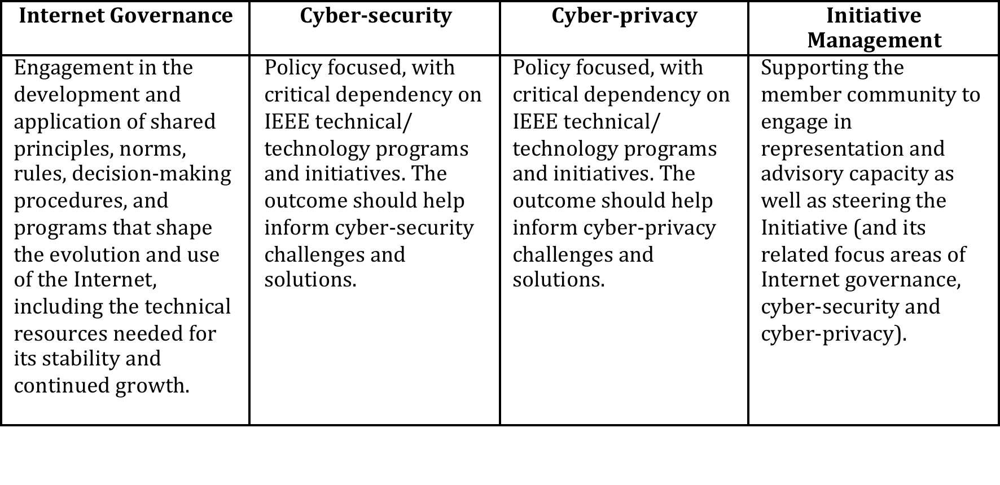 Internet Governance
Cyber-security
Cyber-privacy
Initiative
Management
Engagement in the
development and
application of shared
principles, norms,
rules, decision-making
procedures, and
programs that shape
the evolution and use
of the Internet,
including the technical
resources needed for
its stability and
continued growth.
Policy focused, with
critical dependency on
IEEE technical/
technology programs
and initiatives. The
outcome should help
inform cyber-security
challenges and
solutions.
Policy focused, with
critical dependency on
IEEE technical/
technology programs
and initiatives. The
outcome should help
inform cyber-privacy
challenges and
solutions.
Supporting the
member community to
engage in
representation and
advisory capacity as
well as steering the
Initiative (and its
related focus areas of
Internet governance,
cyber-security and
cyber-privacy).